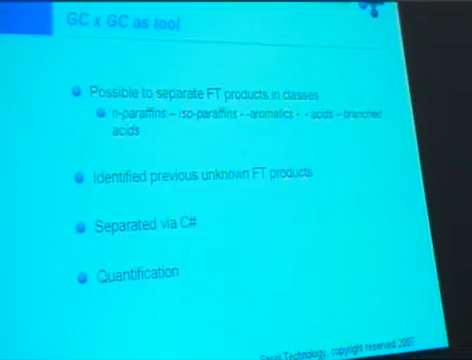 GC x GC as tool
Possible to separate FT products in classes
n-paraffins – iso-paraffins - -aromatics - - acids – branched
acids
Identified previous unknown FT products
Separated via C#
Quantification
Sasol Technology, copyright reserved 2007